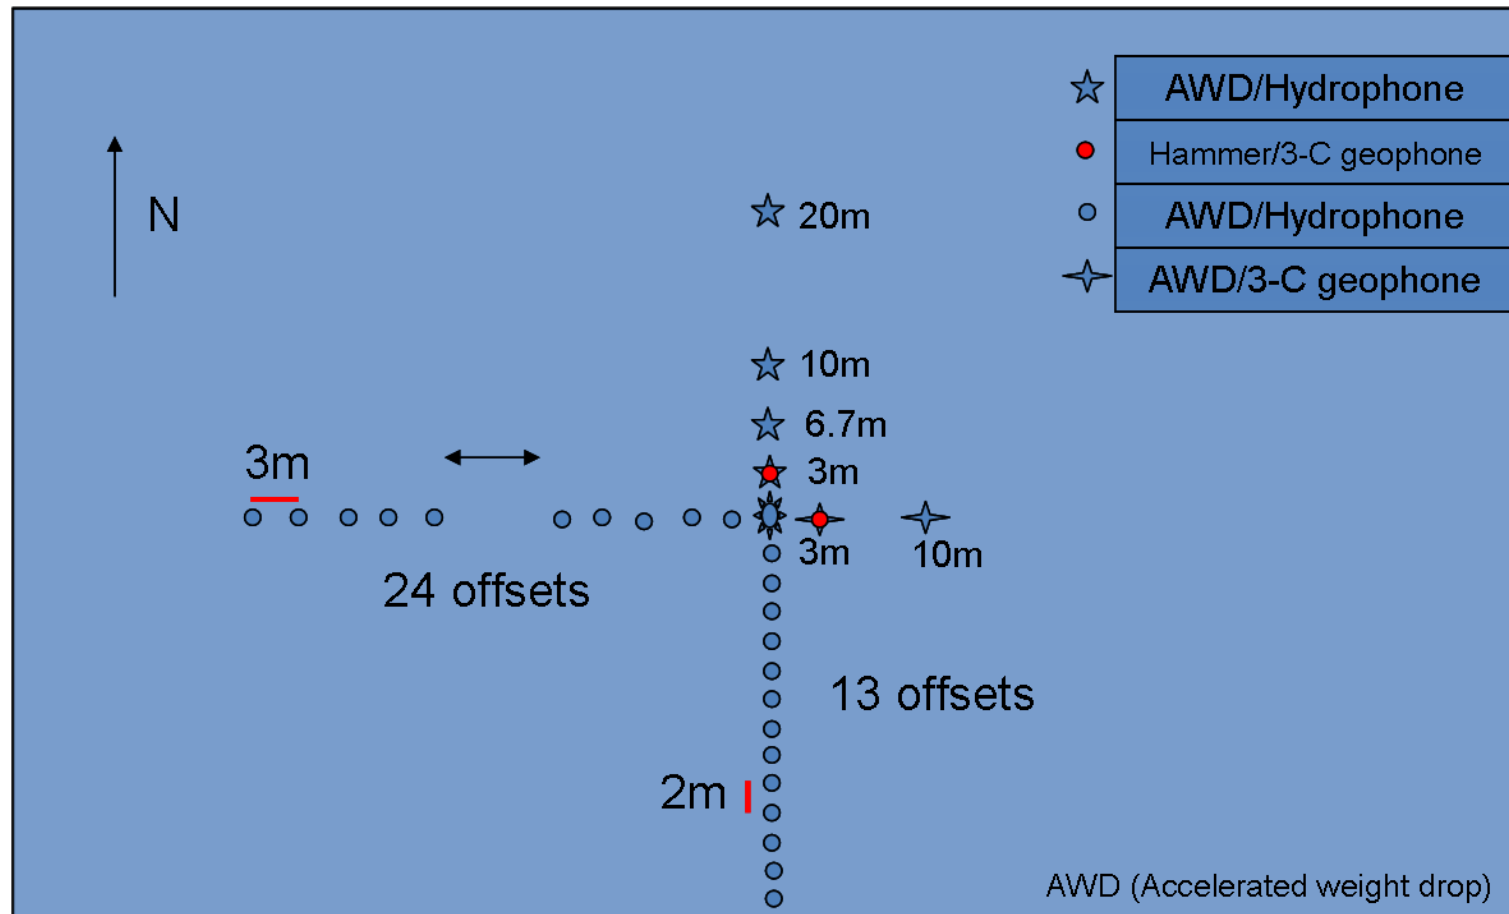 AWD/Hydrophone
Hammer/3-C geophone
N
20m
AWD/Hydrophone
AWD/3-C geophone
10m
6.7m
3m
3m
3m
10m
24 offsets
13 offsets
2m
AWD (Accelerated weight drop)